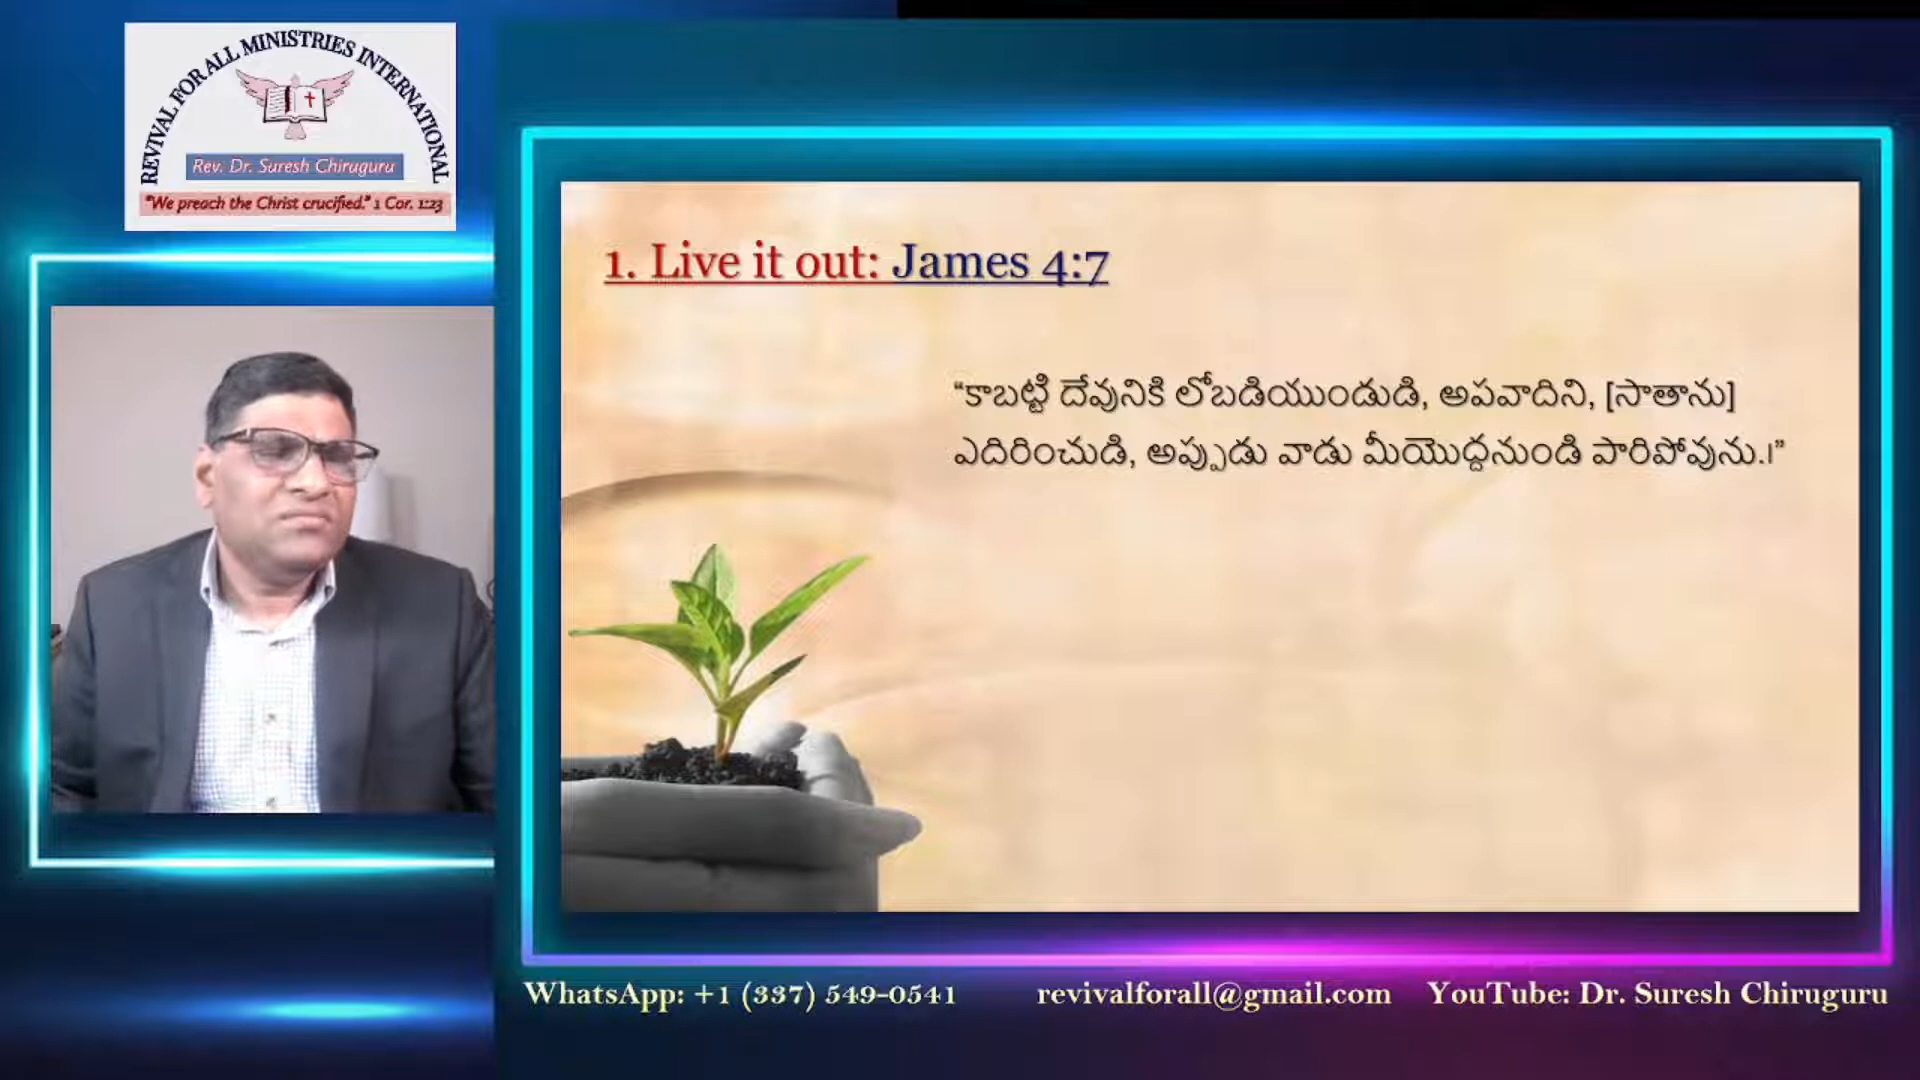 REVIVAL FOR ALL MINISTRIES INTERNATIONAL
Rev. Dr. Suresh Chiruguru
"We preach the Christ crucified." 1 Cor. 1:23
1. Live it out: James 4:7
“కాబట్టి దేవునికి లోబడియుండుడి, అపవాదిని, [సాతాను]
ఎదిరించుడి, అప్పుడు వాడు మీయొద్దనుండి పారిపోవును.।”
WhatsApp: +1 (337) 549-0541 revivalforall@gmail.com YouTube: Dr. Suresh Chiruguru